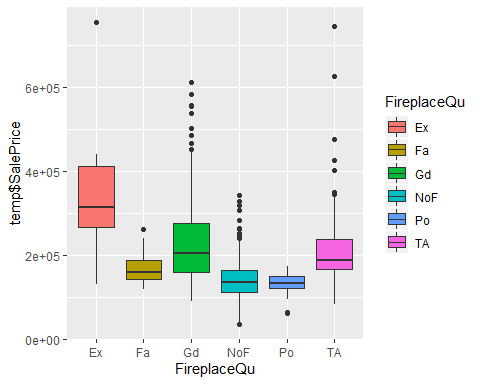 6e+05
4e+05
2e+05
0e+00
temp$SalePrice
Ex Fa Gd NoF Po TA
FireplaceQu
FireplaceQu
Ex
Fa
Gd
NoF
Po
TA